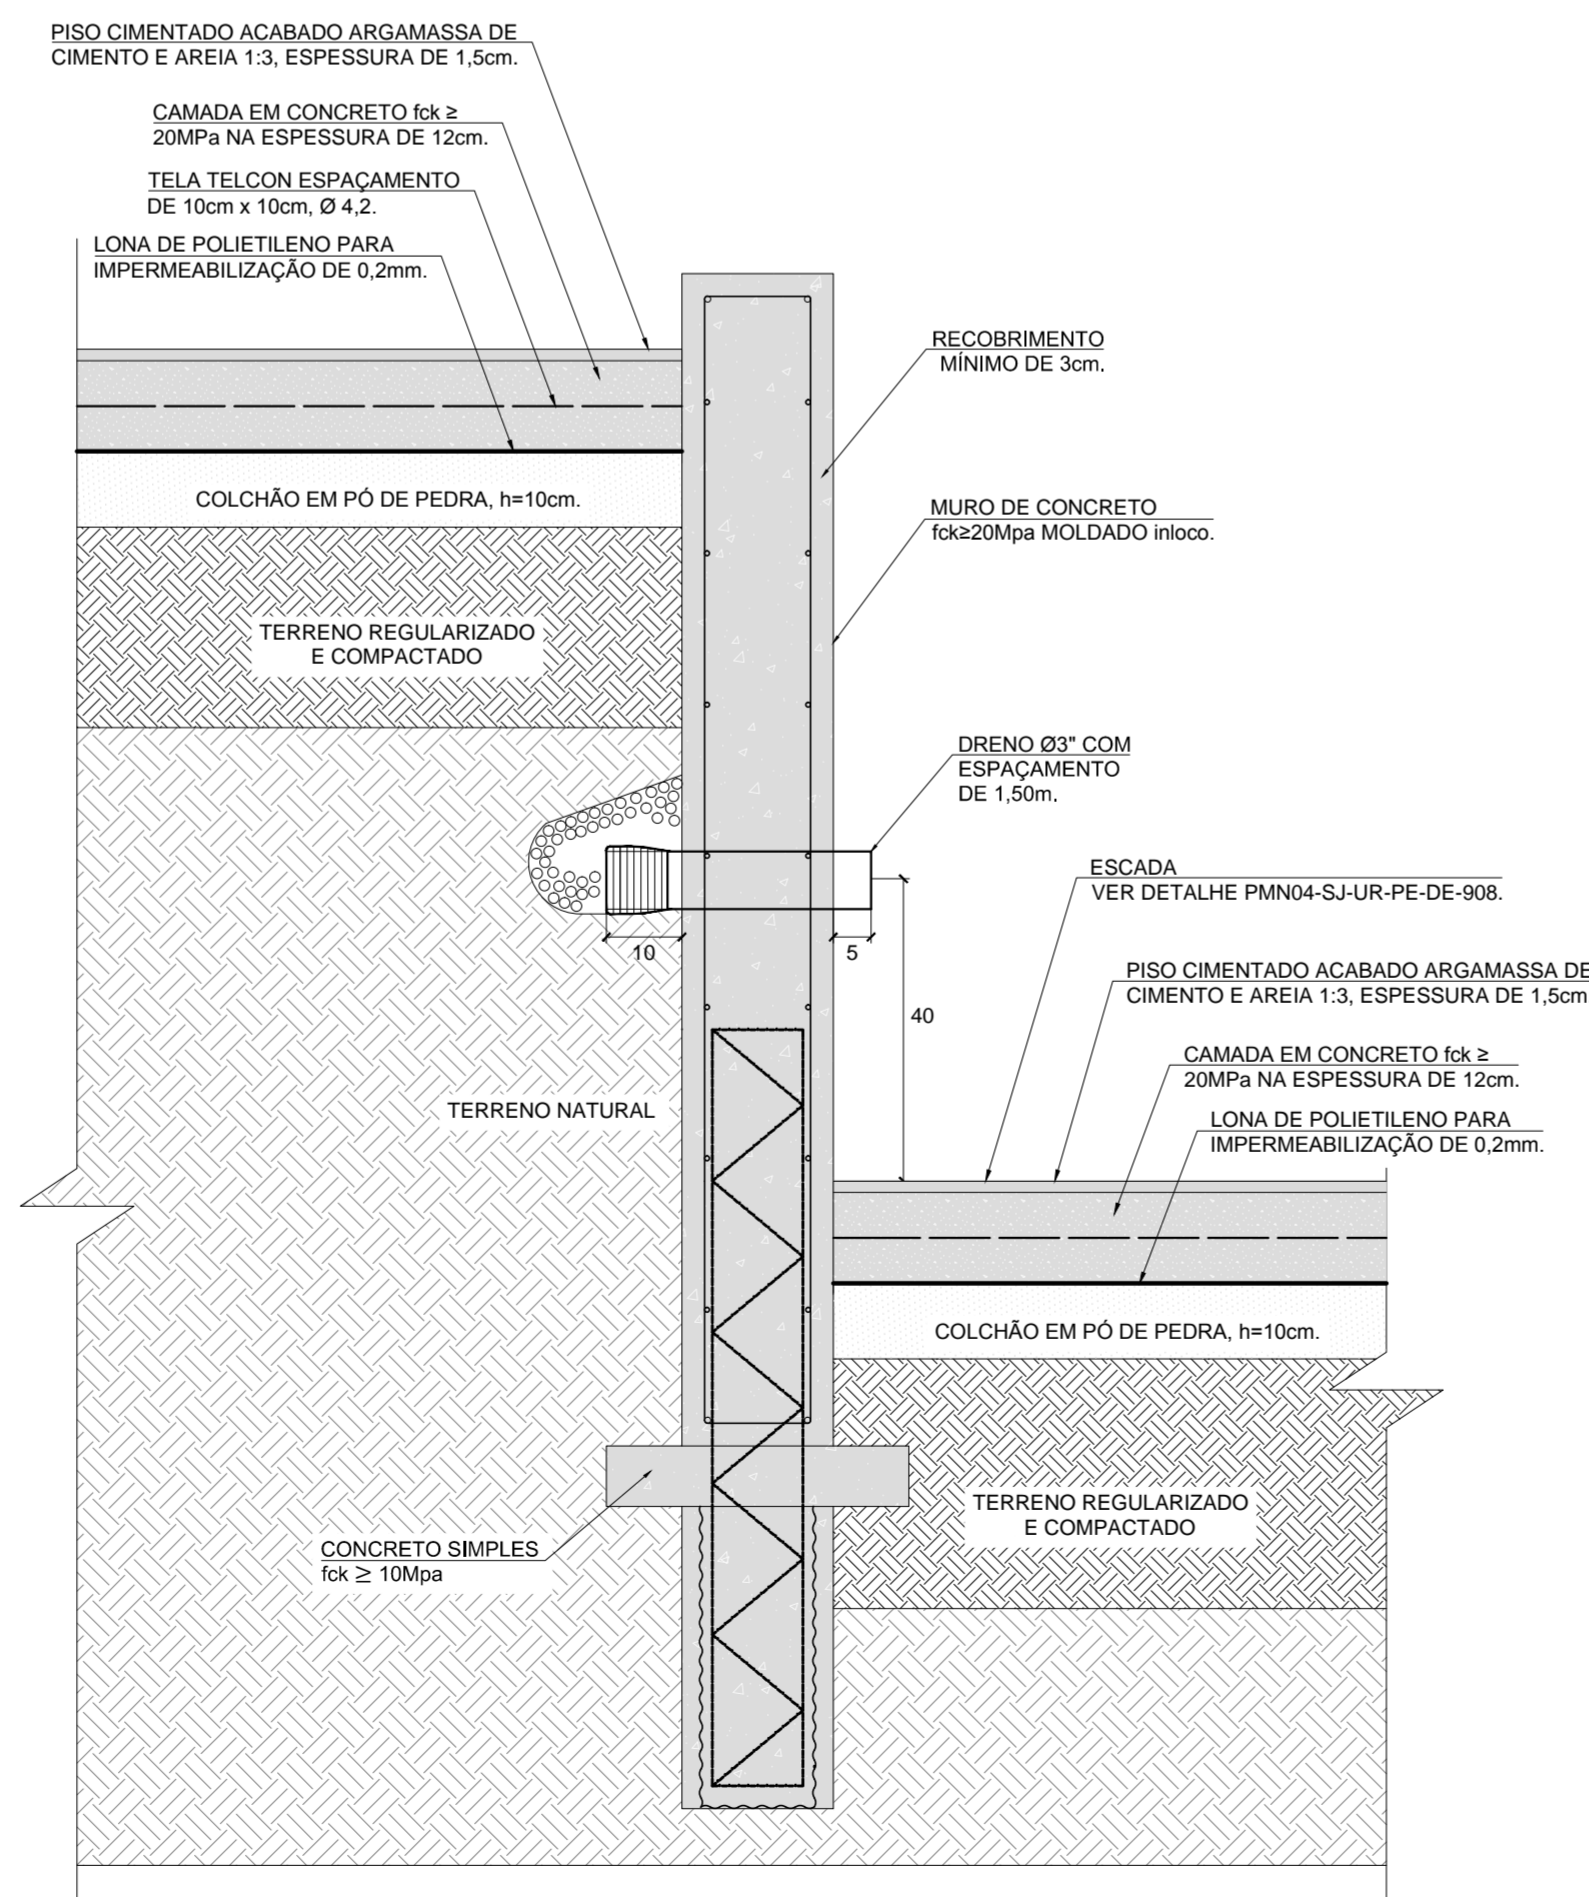 PISO CIMENTADO ACABADO ARGAMASSA DE
CIMENTO E AREIA 1:3, ESPESSURA DE 1,5cm.
CAMADA EM CONCRETO fck ≥
20MPa NA ESPESSURA DE 12cm.
TELA TELCON ESPAÇAMENTO
DE 10cm x 10cm, Ø 4,2.
LONA DE POLIETILENO PARA
IMPERMEABILIZAÇÃO DE 0,2mm.
RECOBRIMENTO
MÍNIMO DE 3cm.
COLCHÃO EM PÓ DE PEDRA, h=10cm.
MURO DE CONCRETO
fck≥20Mpa MOLDADO inloco.
TERRENO REGULARIZADO
E COMPACTADO
DRENO Ø3" COM
ESPAÇAMENTO
DE 1,50m.
ESCADA
VER DETALHE PMN04-SJ-UR-PE-DE-908.
10
5
40
PISO CIMENTADO ACABADO ARGAMASSA DE
CIMENTO E AREIA 1:3, ESPESSURA DE 1,5cm
CAMADA EM CONCRETO fck ≥
20MPa NA ESPESSURA DE 12cm.
TERRENO NATURAL
LONA DE POLIETILENO PARA
IMPERMEABILIZAÇÃO DE 0,2mm.
COLCHÃO EM PÓ DE PEDRA, h=10cm.
TERRENO REGULARIZADO
E COMPACTADO
CONCRETO SIMPLES
fck ≥ 10Mpa